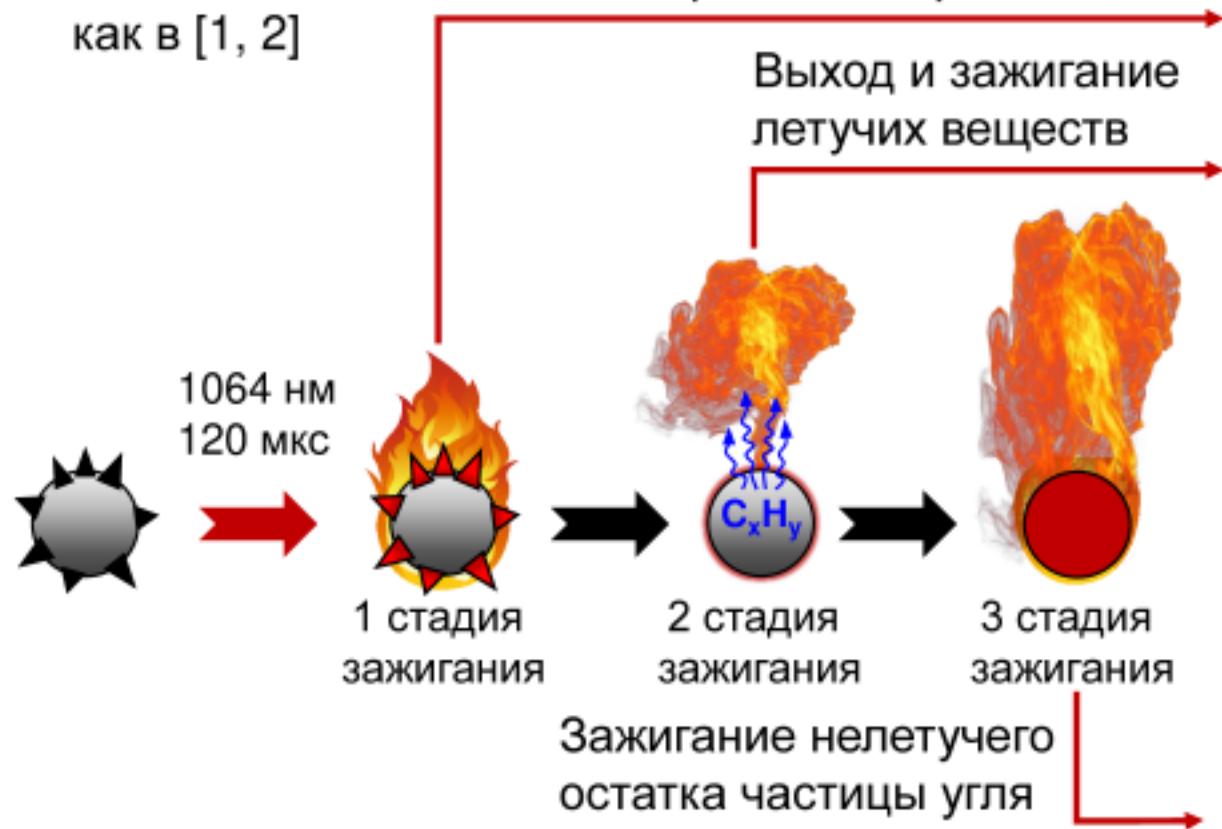 как в [1, 2]
Выход и зажигание
летучих веществ
1064 нм
120 мкс
CxHy
1 стадия
зажигания
2 стадия
зажигания
3 стадия
зажигания
Зажигание нелетучего
остатка частицы угля